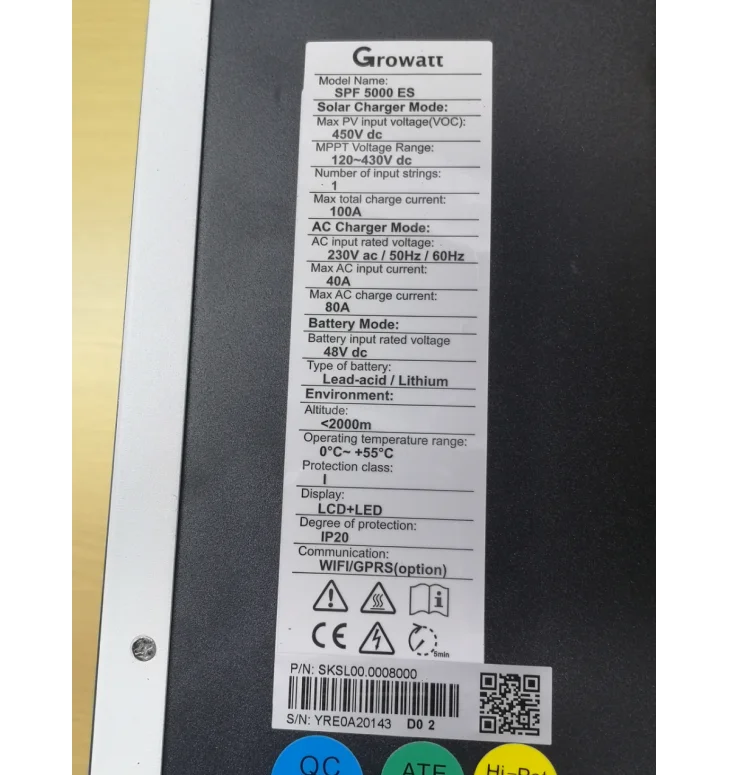 Growatt
Model Name:
SPF 5000 ES
Solar Charger Mode:
Max PV input voltage(VOC):
450V dc
MPPT Voltage Range:
120~430V dc
Number of input strings:
1
Max total charge current:
100A
AC Charger Mode:
AC input rated voltage:
230V ac / 50Hz / 60Hz
Max AC input current:
40A
Max AC charge current:
80A
Battery Mode:
Battery input rated voltage
48V dc
Type of battery:
Lead-acid / Lithium
Environment:
Altitude:
<2000m
Operating temperature range:
0°C~ +55°C
Protection class:
I
Display:
LCD+LED
Degree of protection:
IP20
Communication:
WIFI/GPRS(option)
CE
5min
P/N: SKSL00.0008000
S/N: YRE0A20143 D0 2
QC ATE Hi-Pot